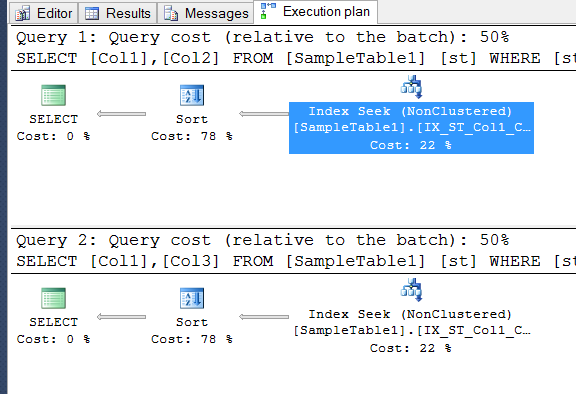 Editor Results Messages Execution plan
Query 1: Query cost (relative to the batch): 50%
SELECT [Col1],[Col2] FROM [SampleTable1] [st] WHERE [st
SELECT
Cost: 0 %
Sort
Cost: 78 %
Index Seek (NonClustered)
[SampleTable1].[IX_ST_Col1_C…
Cost: 22 %
Query 2: Query cost (relative to the batch): 50%
SELECT [Col1],[Col3] FROM [SampleTable1] [st] WHERE [st
SELECT
Cost: 0 %
Sort
Cost: 78 %
Index Seek (NonClustered)
[SampleTable1].[IX_ST_Col1_C…
Cost: 22 %